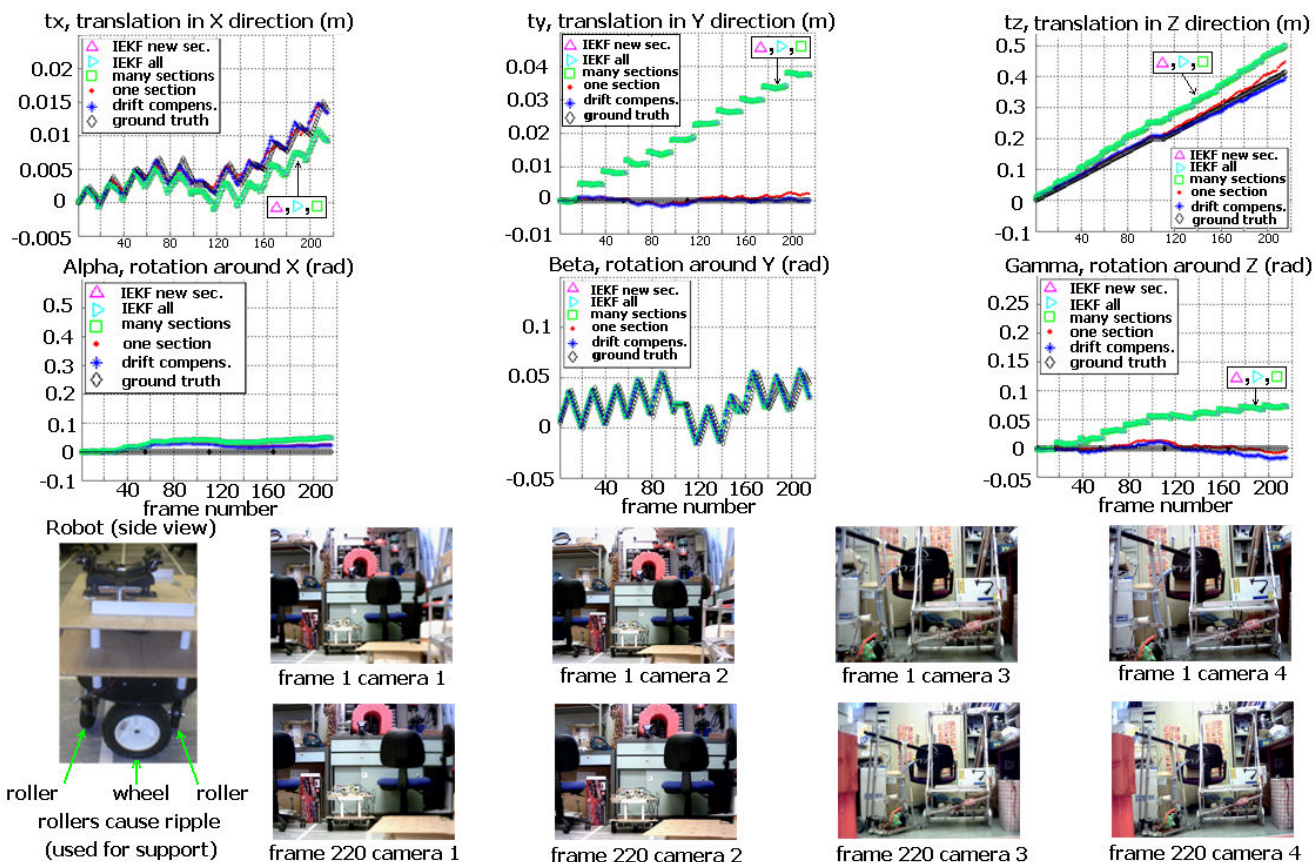 tx, translation in X direction (m)
0.025
0.02
0.015
0.01
0.005
0
-0.005
IEKF new sec.
IEKF all
many sections
one section
drift compens.
ground truth
, ,
40 80 120 160 200
ty, translation in Y direction (m)
0.05
0.04
0.03
0.02
0.01
0
-0.01
IEKF new sec.
IEKF all
many sections
one section
drift compens.
ground truth
, ,
40 80 120 160 200
tz, translation in Z direction (m)
0.5
0.4
0.3
0.2
0.1
0
-0.1
, ,
IEKF new sec.
IEKF all
many sections
one section
drift compens.
ground truth
40 80 120 160 200
Alpha, rotation around X (rad)
0.5
0.4
0.3
0.2
0.1
0
-0.1
IEKF new sec.
IEKF all
many sections
one section
drift compens.
ground truth
40 80 120 160 200
frame number
Beta, rotation around Y (rad)
0.1
0.05
0
-0.05
IEKF new sec.
IEKF all
many sections
one section
drift compens.
ground truth
40 80 120 160 200
frame number
Gamma, rotation around Z (rad)
0.25
0.2
0.15
0.1
0.05
0
-0.05
IEKF new sec.
IEKF all
many sections
one section
drift compens.
ground truth
, ,
40 80 120 160 200
frame number
Robot (side view)
roller wheel roller
rollers cause ripple
(used for support)
frame 1 camera 1
frame 1 camera 2
frame 1 camera 3
frame 1 camera 4
frame 220 camera 1
frame 220 camera 2
frame 220 camera 3
frame 220 camera 4